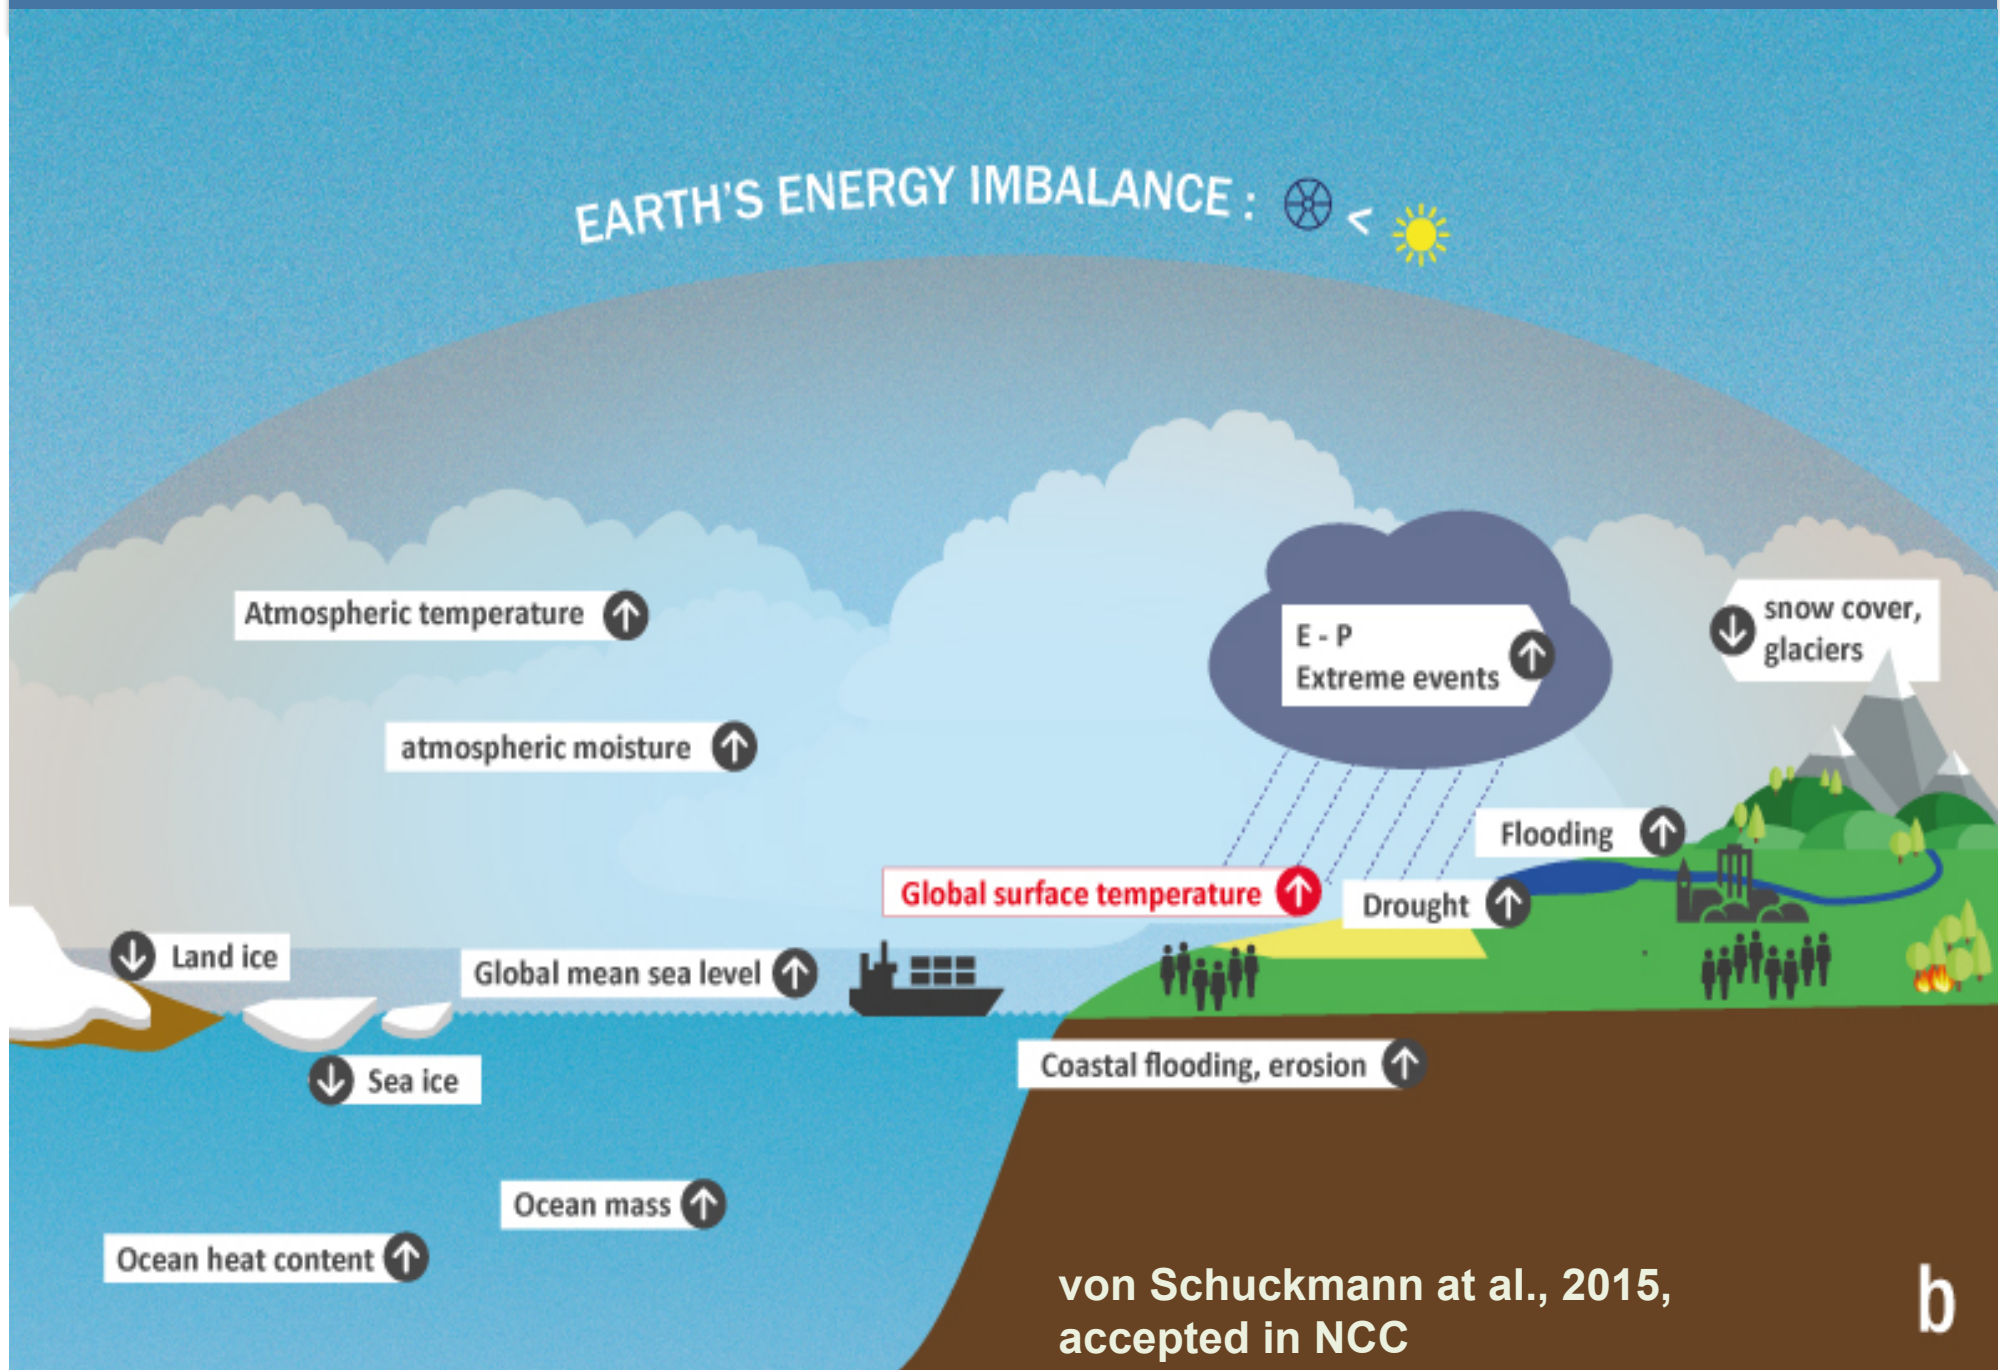 EARTH'S ENERGY IMBALANCE : <
Atmospheric temperature
E - P
Extreme events
snow cover,
glaciers
atmospheric moisture
Flooding
Global surface temperature
Drought
Land ice
Global mean sea level
Coastal flooding, erosion
Sea ice
Ocean mass
Ocean heat content
von Schuckmann at al., 2015,
accepted in NCC
b